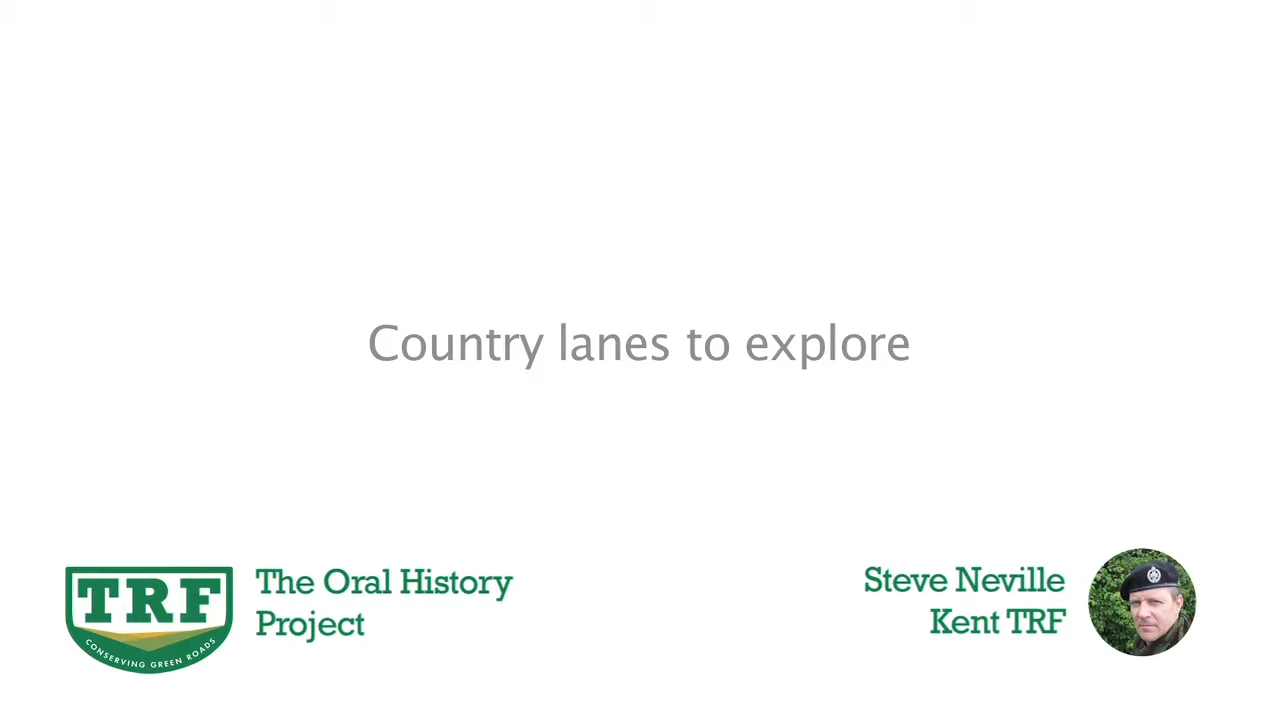 Country lanes to explore
TRF
CONSERVING GREEN ROADS
The Oral History
Project
Steve Neville
Kent TRF